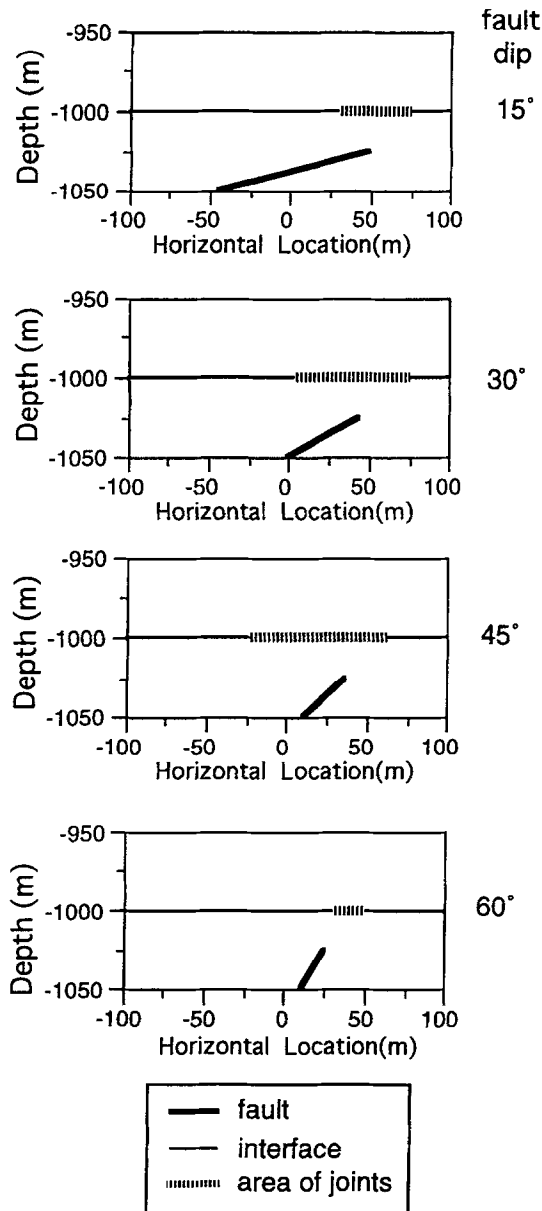 fault
dip
-950
-1000
-1050
Depth (m)
15°
-100 -50 0 50 100
Horizontal Location(m)
-950
-1000
-1050
Depth (m)
30°
-100 -50 0 50 100
Horizontal Location(m)
-950
-1000
-1050
Depth (m)
45°
-100 -50 0 50 100
Horizontal Location(m)
-950
-1000
-1050
Depth (m)
60°
-100 -50 0 50 100
Horizontal Location(m)
fault
interface
area of joints